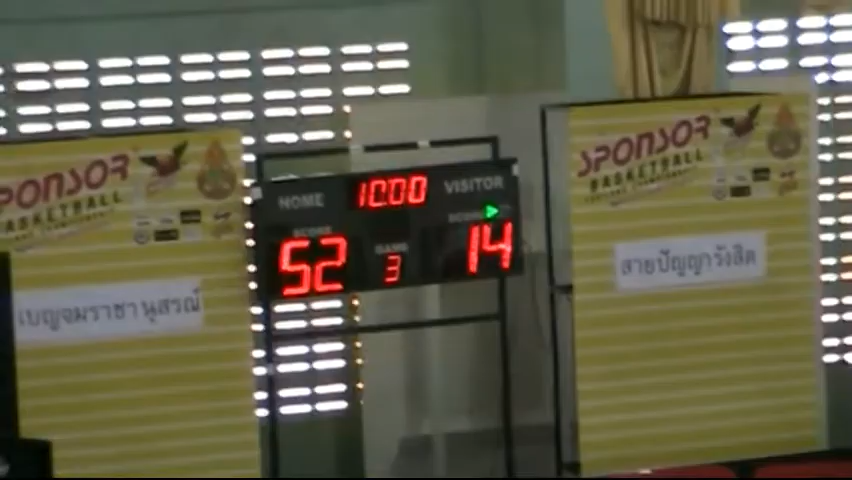 SPONSOR
BASKETBALL
เบญจมราชานุสรณ์
HOME
10:00
VISITOR
SCORE
52
GAME
3
SCORE
14
SPONSOR
BASKETBALL
สายปัญญารังสิต